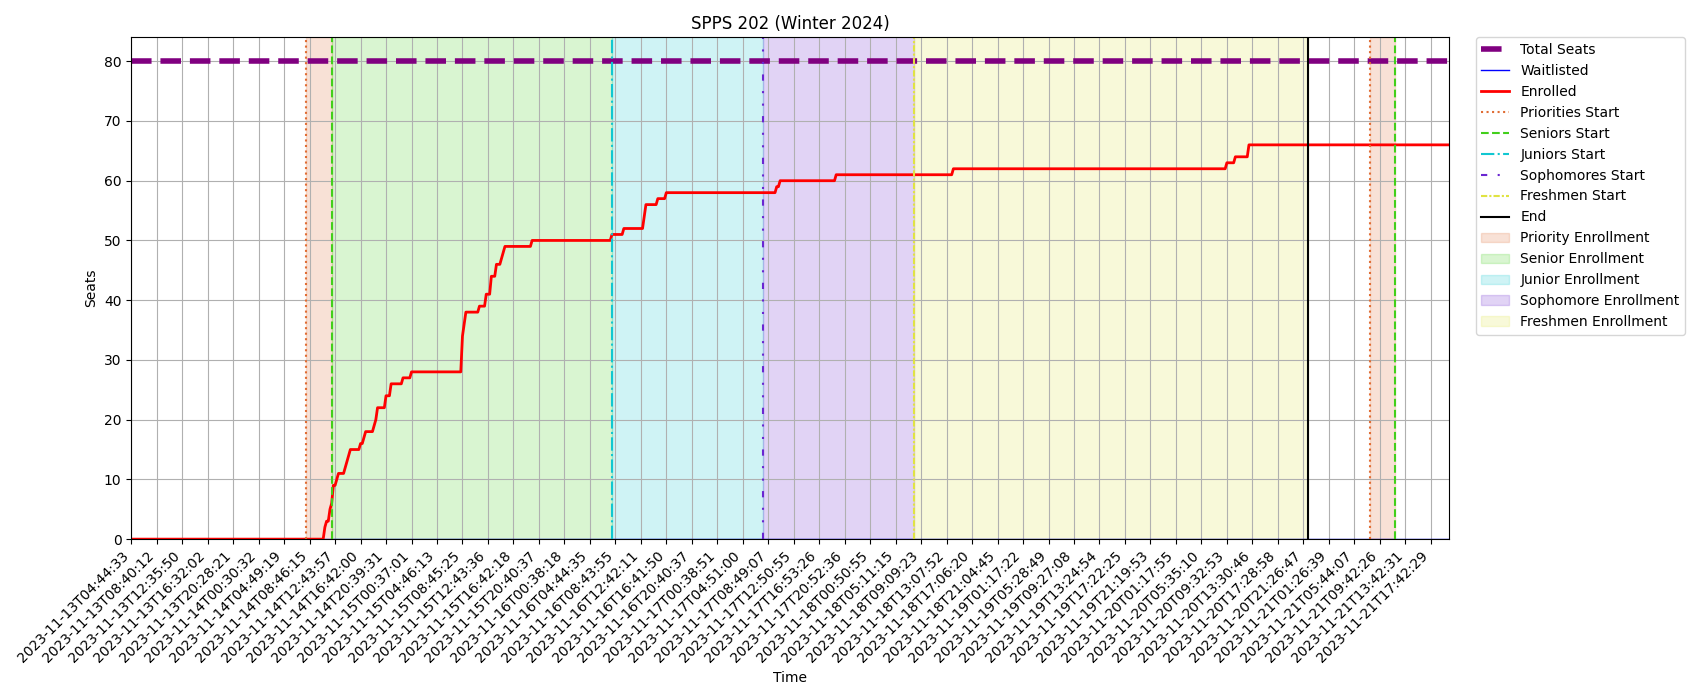 SPPS 202 (Winter 2024)
Seats
80
70
60
50
40
30
20
10
0
2023-11-13T04:44:33
2023-11-13T08:40:12
2023-11-13T12:35:50
2023-11-13T16:32:02
2023-11-13T20:28:21
2023-11-14T00:30:32
2023-11-14T04:49:19
2023-11-14T08:46:15
2023-11-14T12:43:57
2023-11-14T16:42:00
2023-11-14T20:39:31
2023-11-15T00:37:01
2023-11-15T04:46:13
2023-11-15T08:45:25
2023-11-15T12:43:36
2023-11-15T16:42:18
2023-11-15T20:40:37
2023-11-16T00:38:18
2023-11-16T04:44:35
2023-11-16T08:43:55
2023-11-16T12:42:11
2023-11-16T16:41:50
2023-11-16T20:40:37
2023-11-17T00:38:51
2023-11-17T04:51:00
2023-11-17T08:49:07
2023-11-17T12:50:55
2023-11-17T16:53:26
2023-11-17T20:52:36
2023-11-18T00:50:55
2023-11-18T05:11:15
2023-11-18T09:09:23
2023-11-18T13:07:52
2023-11-18T17:06:20
2023-11-18T21:04:45
2023-11-19T01:17:22
2023-11-19T05:28:49
2023-11-19T09:27:08
2023-11-19T13:24:54
2023-11-19T17:22:25
2023-11-19T21:19:53
2023-11-20T01:17:55
2023-11-20T05:35:10
2023-11-20T09:32:53
2023-11-20T13:30:46
2023-11-20T17:28:58
2023-11-20T21:26:47
2023-11-21T01:26:39
2023-11-21T05:44:07
2023-11-21T09:42:26
2023-11-21T13:42:31
2023-11-21T17:42:29
Time
Total Seats
Waitlisted
Enrolled
Priorities Start
Seniors Start
Juniors Start
Sophomores Start
Freshmen Start
End
Priority Enrollment
Senior Enrollment
Junior Enrollment
Sophomore Enrollment
Freshmen Enrollment